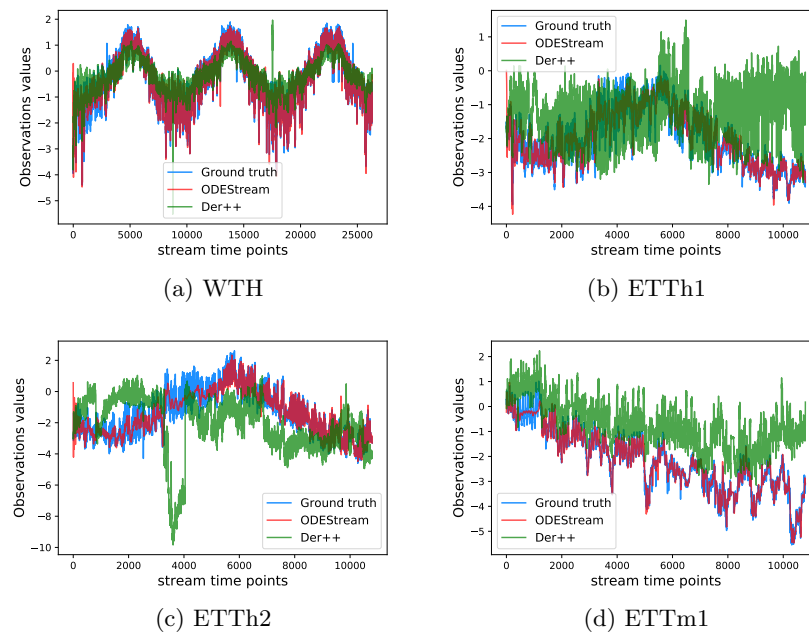 2
1
0
−1
−2
−3
−4
−5
Observations values
Ground truth
ODEStream
Der++
0
5000
10000
15000
20000
25000
stream time points
(a) WTH
1
0
−1
−2
−3
−4
Observations values
Ground truth
ODEStream
Der++
0
2000
4000
6000
8000
10000
stream time points
(b) ETTh1
2
0
−2
−4
−6
−8
−10
Observations values
Ground truth
ODEStream
Der++
0
2000
4000
6000
8000
10000
stream time points
(c) ETTh2
2
1
0
−1
−2
−3
−4
−5
Observations values
Ground truth
ODEStream
Der++
0
2000
4000
6000
8000
10000
stream time points
(d) ETTm1